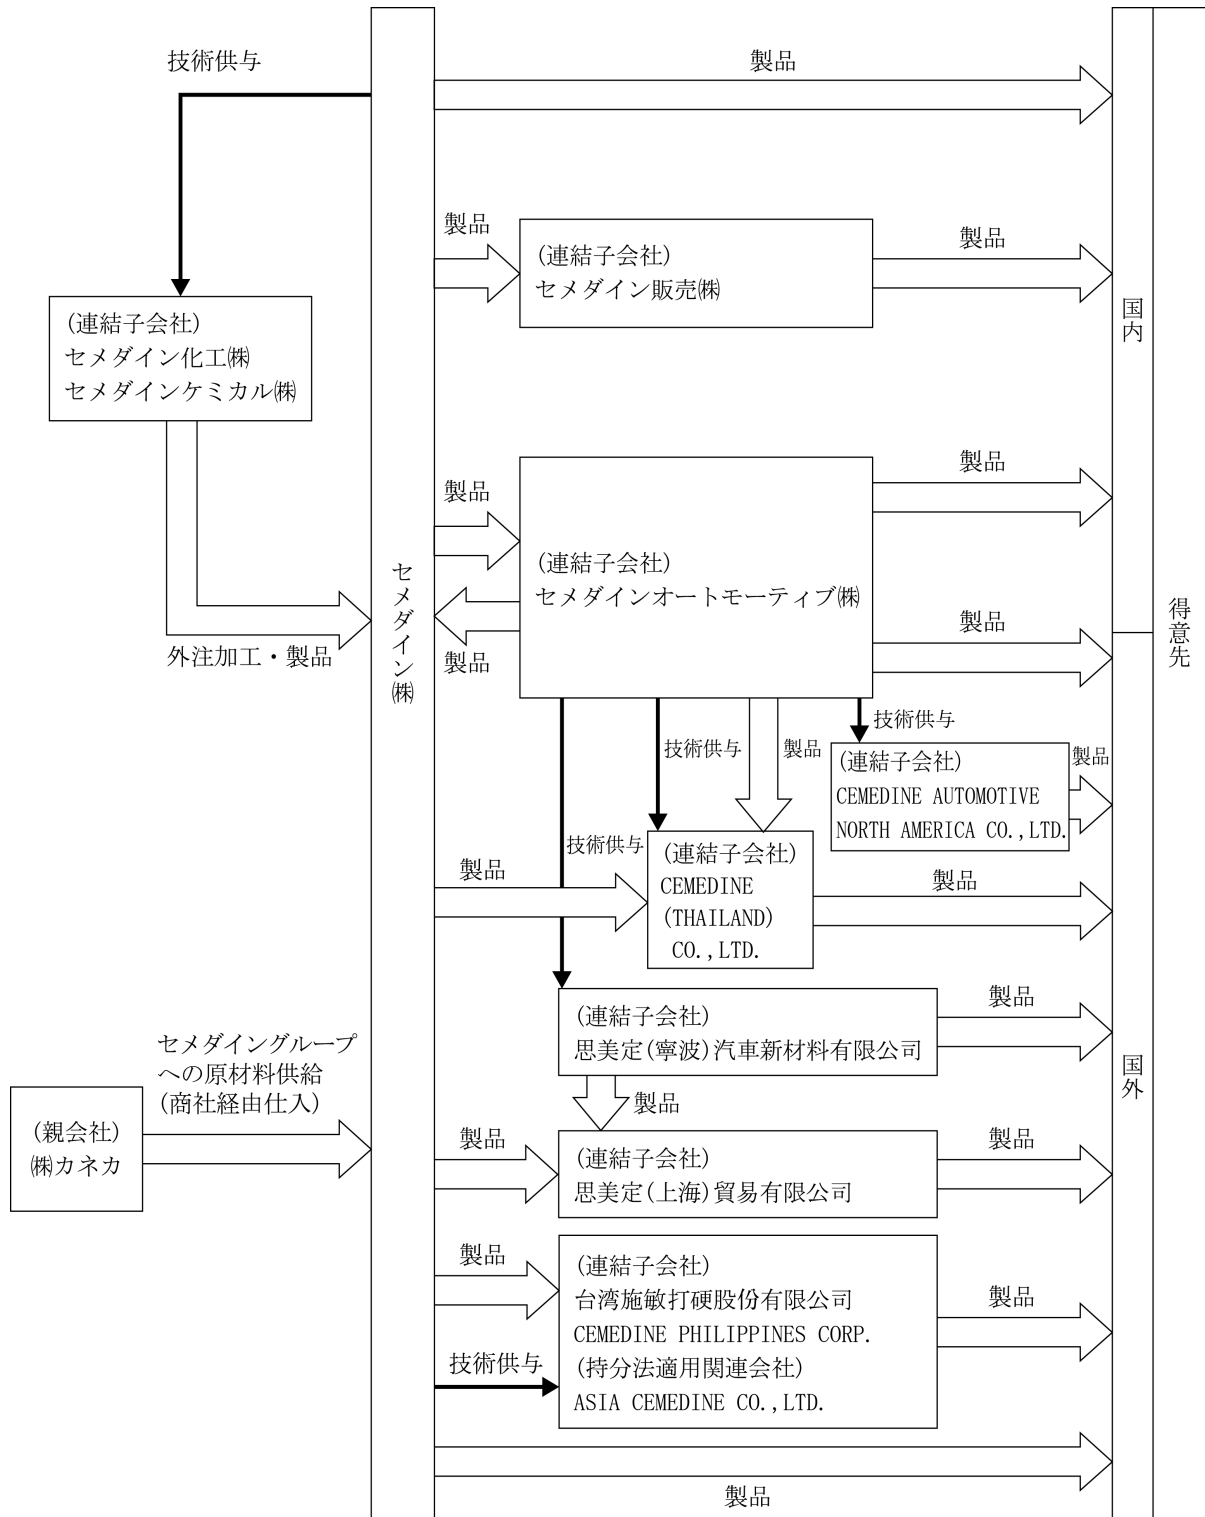 技術供与
製品
製品
(連結子会社)
セメダイン販売㈱
製品
(連結子会社)
セメダイン化工㈱
セメダインケミカル㈱
国内
製品
製品
(連結子会社)
セメダインオートモーティブ㈱
製品
製品
外注加工・製品
セメダイン㈱
得意先
技術供与
技術供与
製品
(連結子会社)
CEMEDINE AUTOMOTIVE
NORTH AMERICA CO.,LTD.
製品
技術供与
製品
(連結子会社)
CEMEDINE
(THAILAND)
CO.,LTD.
製品
(連結子会社)
思美定(寧波)汽車新材料有限公司
製品
セメダイングループ
への原材料供給
(商社経由仕入)
(親会社)
㈱カネカ
国外
製品
製品
(連結子会社)
思美定(上海)貿易有限公司
製品
製品
(連結子会社)
台湾施敏打硬股份有限公司
CEMEDINE PHILIPPINES CORP.
(持分法適用関連会社)
ASIA CEMEDINE CO.,LTD.
製品
技術供与
製品